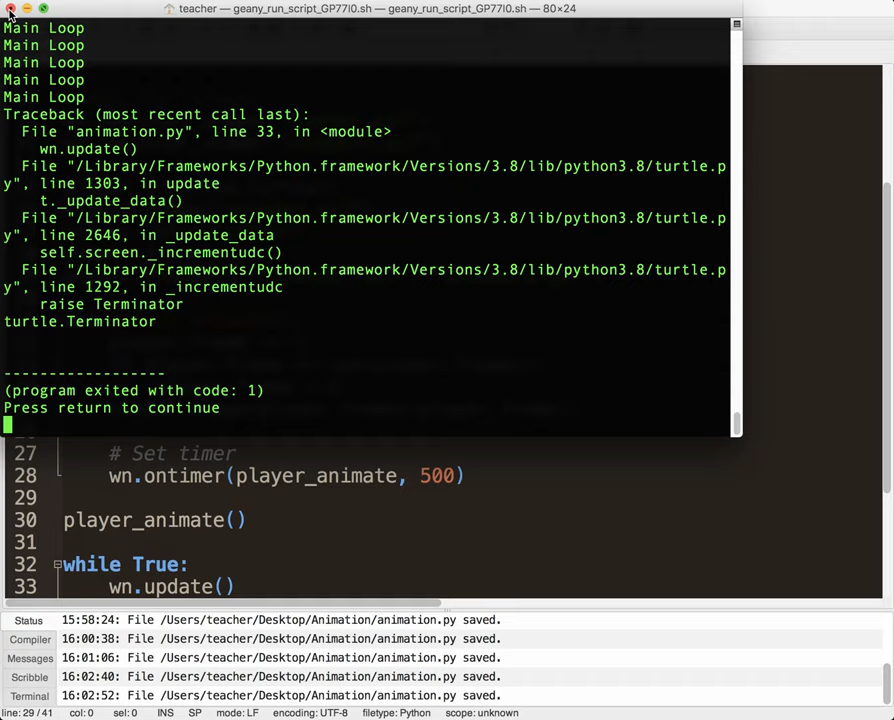 teacher — geany_run_script_GP77I0.sh — geany_run_script_GP77I0.sh — 80×24
Main Loop
Main Loop
Main Loop
Main Loop
Main Loop
Traceback (most recent call last):
  File "animation.py", line 33, in <module>
    wn.update()
  File "/Library/Frameworks/Python.framework/Versions/3.8/lib/python3.8/turtle.p
y", line 1303, in update
    t._update_data()
  File "/Library/Frameworks/Python.framework/Versions/3.8/lib/python3.8/turtle.p
y", line 2646, in _update_data
    self.screen._incrementudc()
  File "/Library/Frameworks/Python.framework/Versions/3.8/lib/python3.8/turtle.p
y", line 1292, in _incrementudc
    raise Terminator
turtle.Terminator
------------------
(program exited with code: 1)
Press return to continue
27     # Set timer
28     wn.ontimer(player_animate, 500)
29
30 player_animate()
31
32 while True:
33     wn.update()
Status
Compiler
Messages
Scribble
Terminal
15:58:24: File /Users/teacher/Desktop/Animation/animation.py saved.
16:00:38: File /Users/teacher/Desktop/Animation/animation.py saved.
16:01:06: File /Users/teacher/Desktop/Animation/animation.py saved.
16:02:40: File /Users/teacher/Desktop/Animation/animation.py saved.
16:02:52: File /Users/teacher/Desktop/Animation/animation.py saved.
line: 29 / 41 col: 0 sel: 0 INS SP mode: LF encoding: UTF-8 filetype: Python scope: unknown